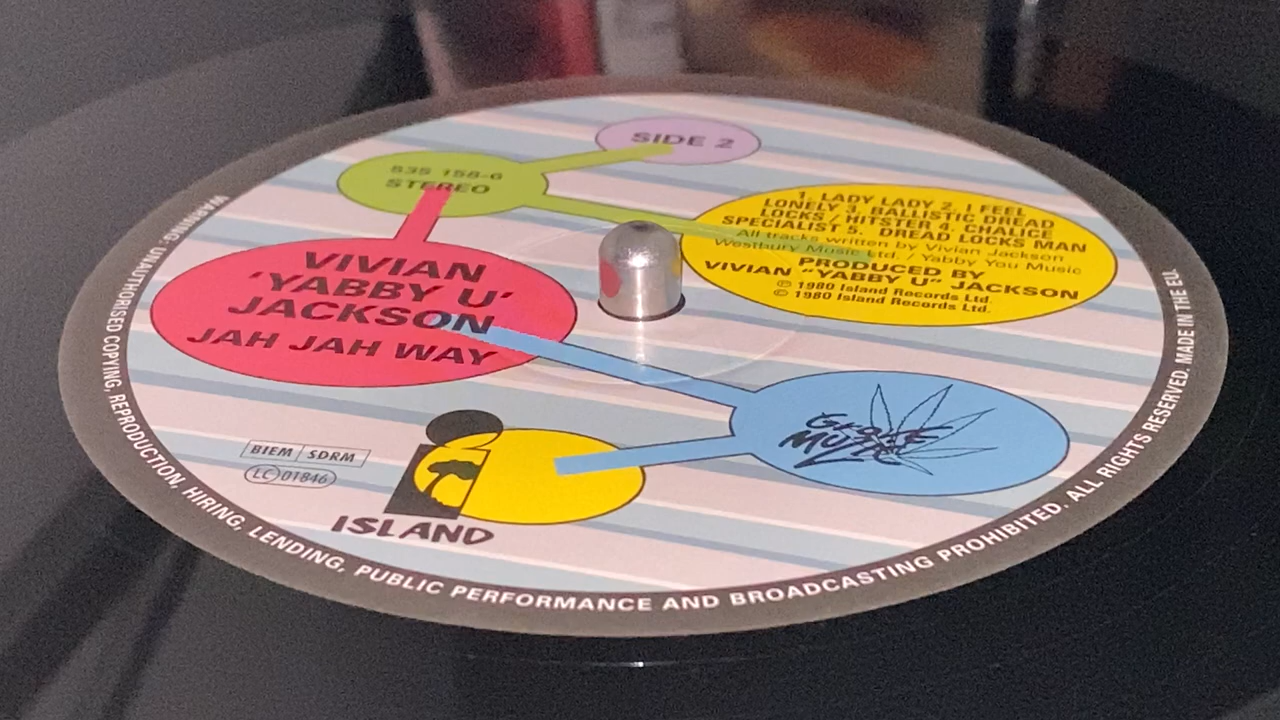 SIDE 2
835 158-6
STEREO
1. LADY LADY 2. I FEEL
LONELY 3. BALLISTIC DREAD
LOCKS / HITSTER 4. CHALICE
SPECIALIST 5. DREAD LOCKS MAN
All tracks written by Vivian Jackson
Westbury Music Ltd. / Yabby You Music
PRODUCED BY
VIVIAN "YABBY U" JACKSON
℗ 1980 Island Records Ltd.
© 1980 Island Records Ltd.
VIVIAN
'YABBY U'
JACKSON
JAH JAH WAY
BIEM SDRM
LC 01846
ISLAND
WARNING: UNAUTHORISED COPYING, REPRODUCTION, HIRING, LENDING, PUBLIC PERFORMANCE AND BROADCASTING PROHIBITED. ALL RIGHTS RESERVED. MADE IN THE EU